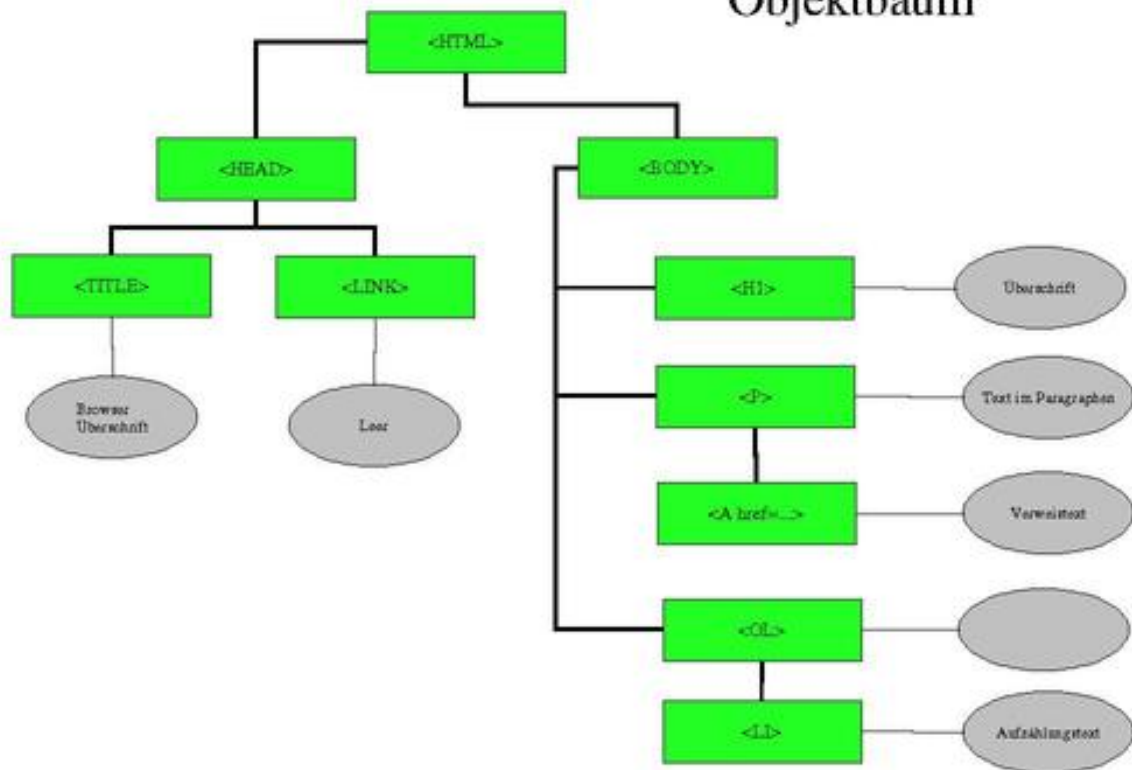 Objektbaum
<HTML>
<HEAD>
<BODY>
<TITLE>
<LINK>
<H1>
Überschrift
Browser
Überschrift
Leer
<P>
Text im Paragraphen
<A href=...>
Verweistext
<OL>
<LI>
Aufzählungstext